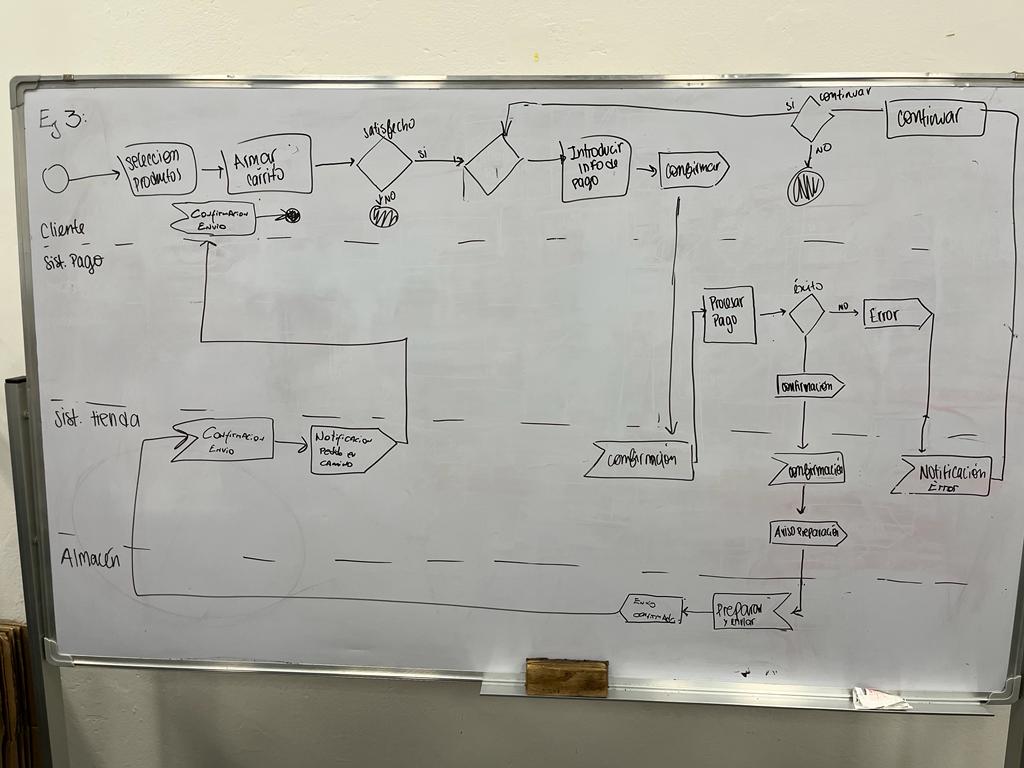 Ej 3:
satisfecho
si
continuar
Continuar
Selección
productos
Armar
carrito
si
Introducir
Info de
pago
Confirmar
NO
NO
Confirmacion
Envio
Cliente
Sist. Pago
éxito
Procesar
Pago
NO
Error
Confirmación
Sist. tienda
Confirmacion
Envio
Notificacion
Pedido en
camino
Confirmación
Confirmación
Notificación
Error
Aviso Preparación
Almacén
Envio
confirmado
Preparar
y enviar